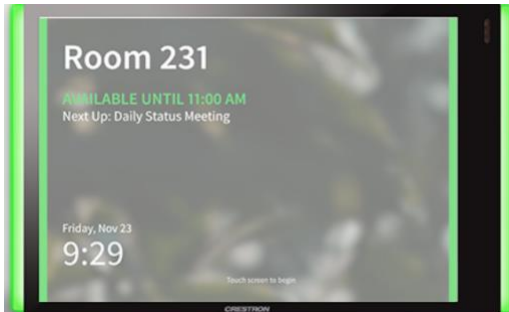 Room 231
AVAILABLE UNTIL 11:00 AM
Next Up: Daily Status Meeting
Friday, Nov 23
9:29
Touch screen to begin
CRESTRON